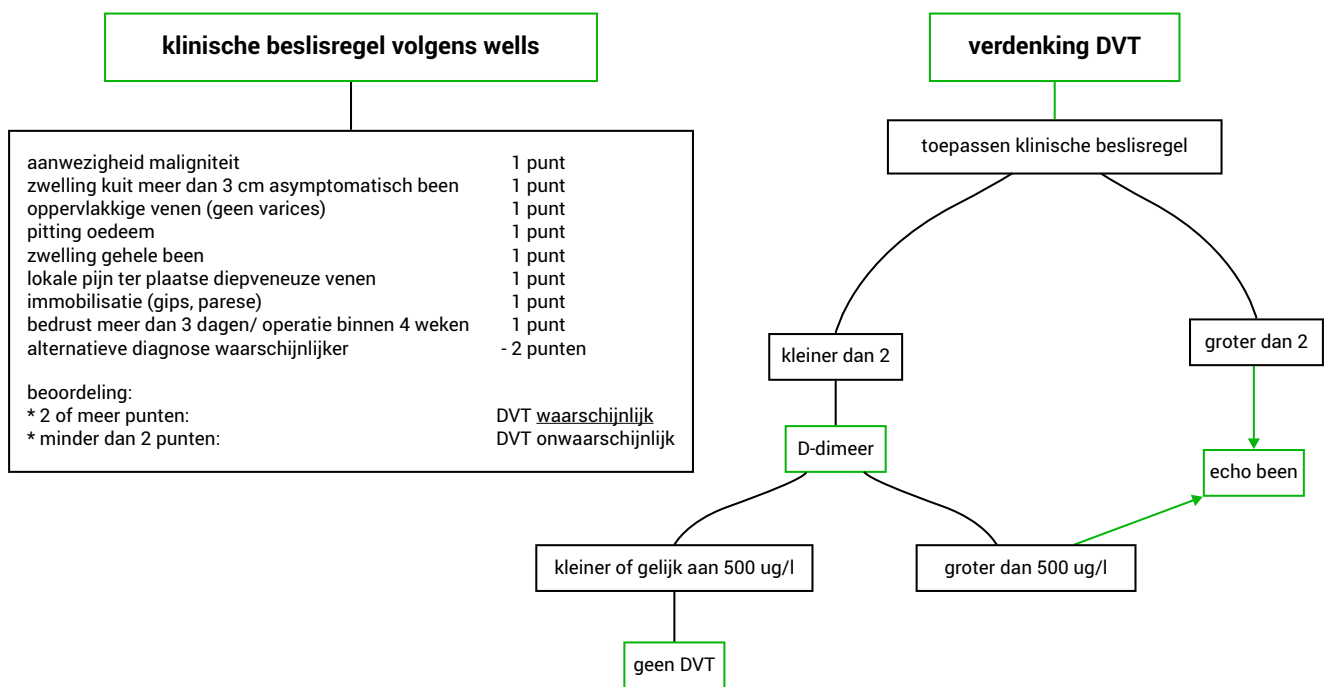 klinische beslisregel volgens wells
aanwezigheid maligniteit 1 punt
zwelling kuit meer dan 3 cm asymptomatisch been 1 punt
oppervlakkige venen (geen varices) 1 punt
pitting oedeem 1 punt
zwelling gehele been 1 punt
lokale pijn ter plaatse diepveneuze venen 1 punt
immobilisatie (gips, parese) 1 punt
bedrust meer dan 3 dagen/ operatie binnen 4 weken 1 punt
alternatieve diagnose waarschijnlijker - 2 punten
beoordeling:
* 2 of meer punten: DVT waarschijnlijk
* minder dan 2 punten: DVT onwaarschijnlijk
verdenking DVT
toepassen klinische beslisregel
kleiner dan 2
groter dan 2
D-dimeer
echo been
kleiner of gelijk aan 500 ug/l
groter dan 500 ug/l
geen DVT